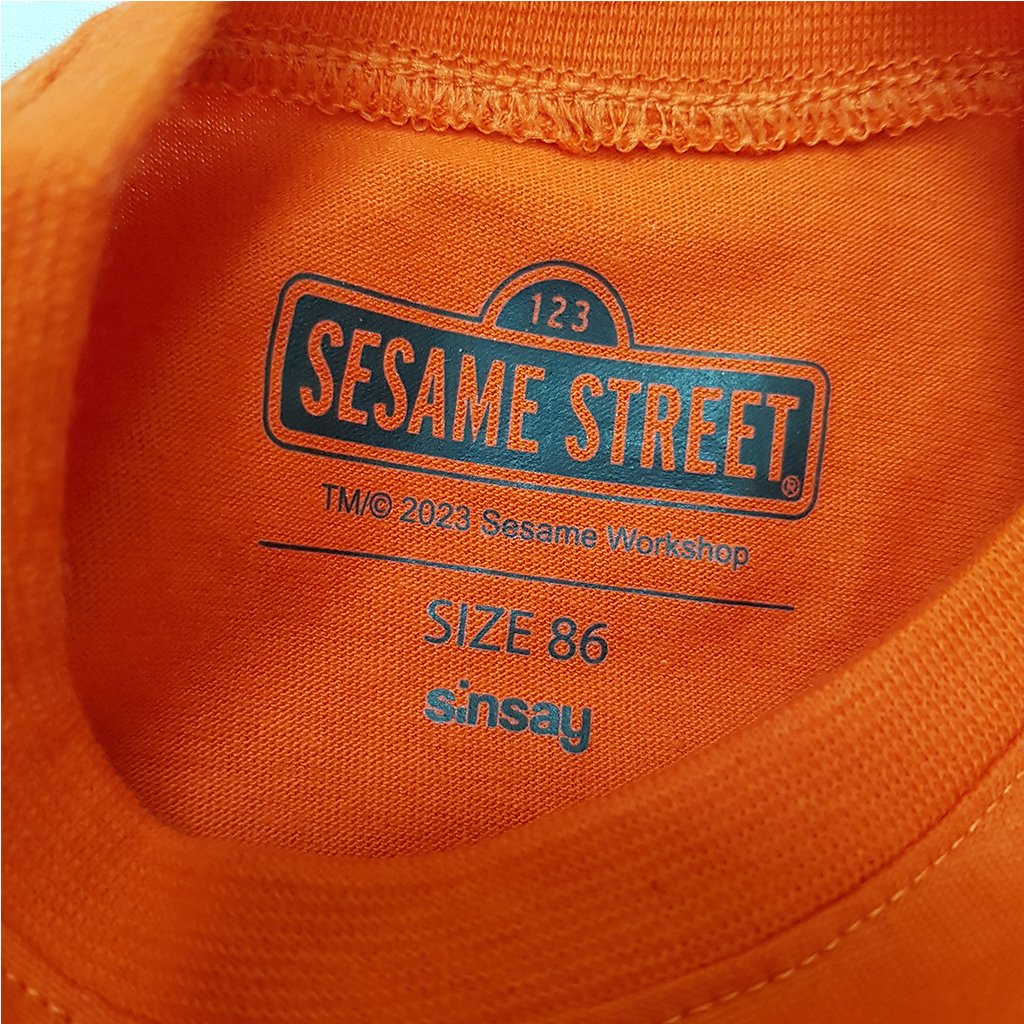 123
SESAME STREET®
TM/© 2023 Sesame Workshop
SIZE 86
sinsay